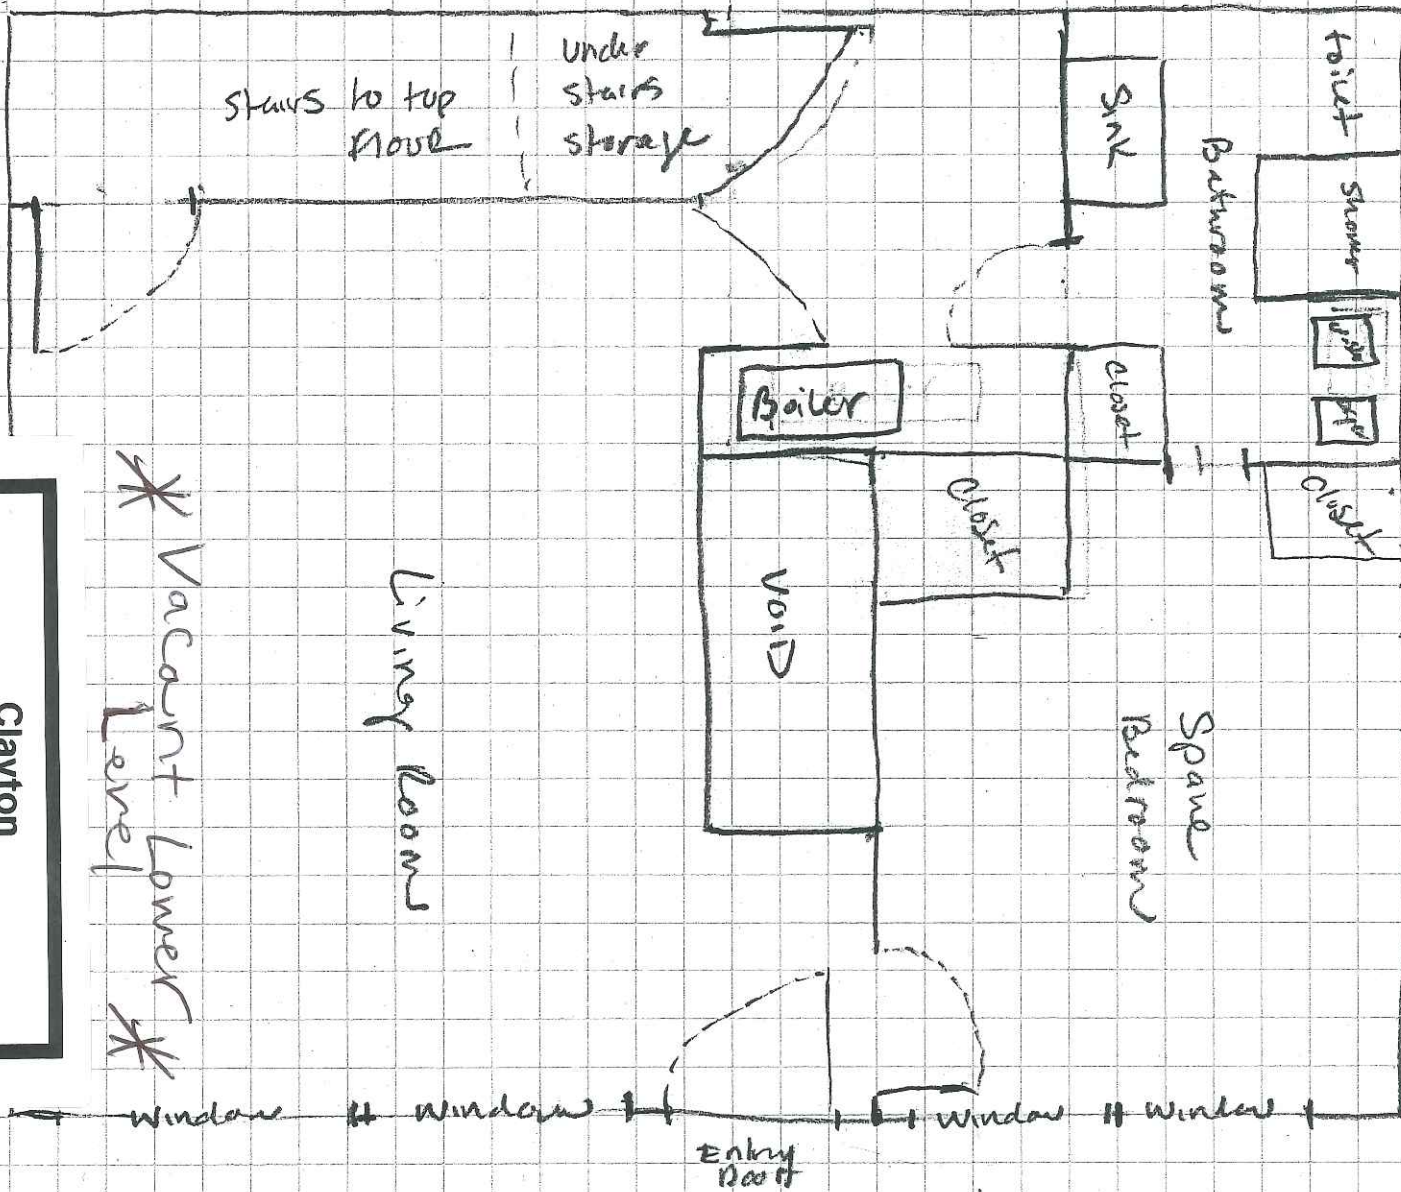 stairs to top
floor
under
stairs
storage
Sink
toilet
Bathroom
Shower
Boiler
Closet
Closet
Closet
VOID
Living Room
Spare
Bedroom
* Vacant Lower
Level *
Clayton
Window
Window
Window
Window
Entry
Door